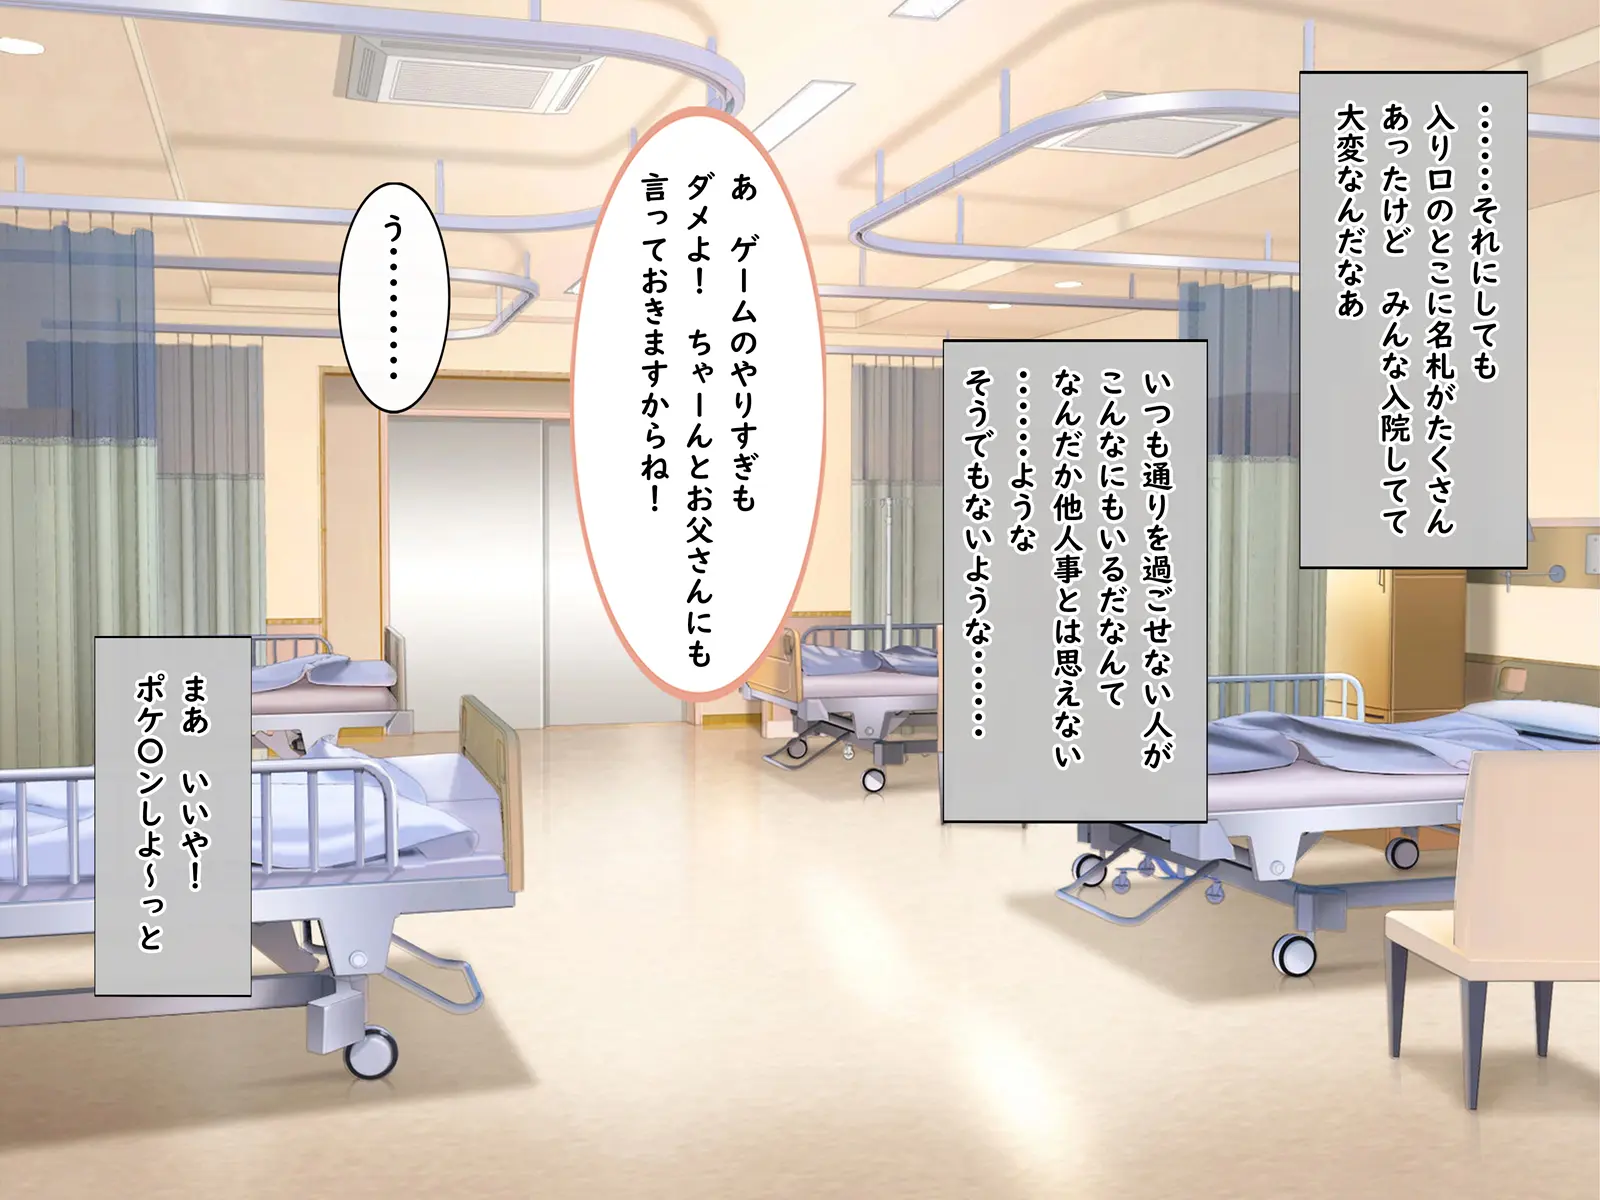 ・・・・・・それにしても
入り口のとこに名札がたくさん
あったけど　みんな入院してて
大変なんだなあ
いつも通りを過ごせない人が
こんなにもいるだなんて
なんだか他人事とは思えない
・・・・・・ような
そうでもないような・・・・・・
あ　ゲームのやりすぎも
ダメよ！　ちゃーんとお父さんにも
言っておきますからね！
う・・・・・・・・・
まあ　いいや！
ポケ〇ンしよ～っと